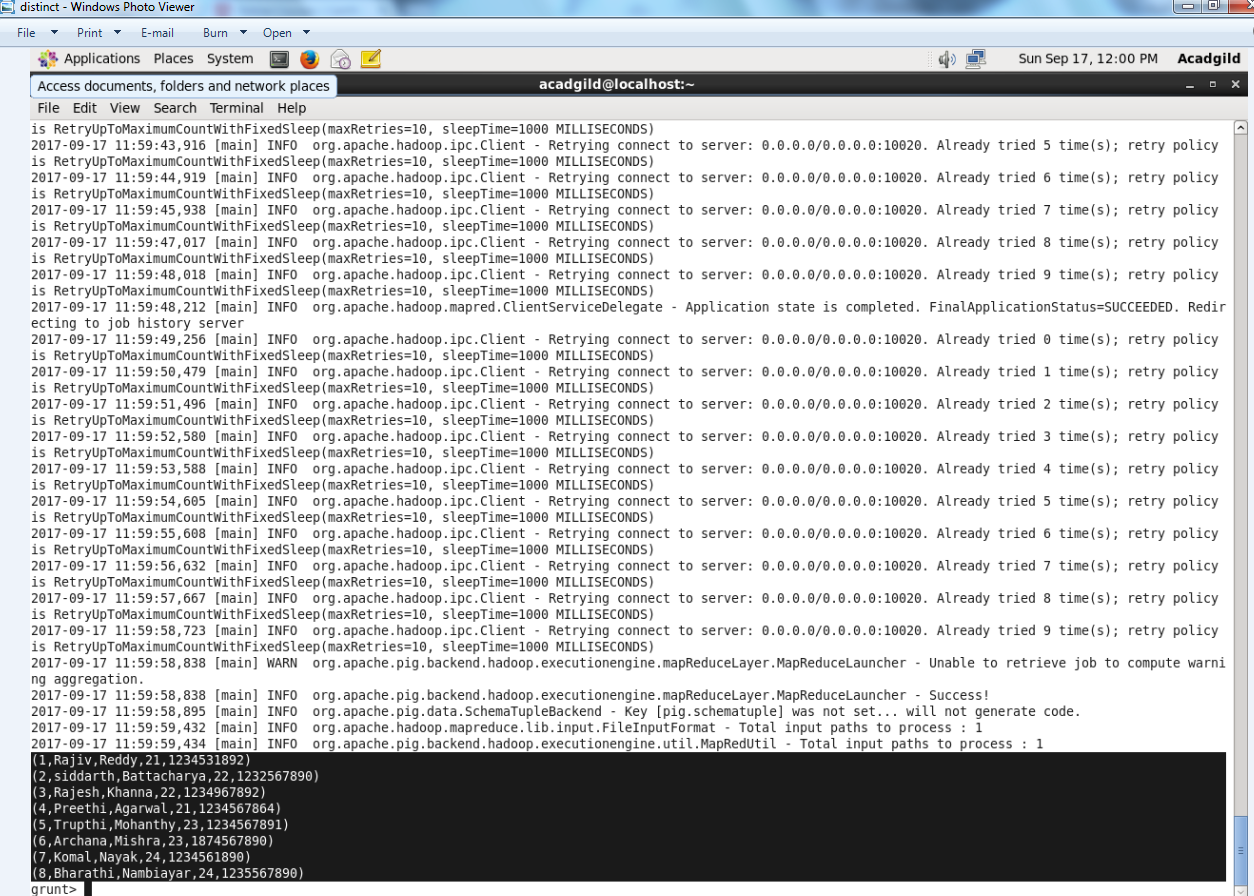 distinct - Windows Photo Viewer
File Print E-mail Burn Open
Applications Places System Sun Sep 17, 12:00 PM Acadgild
Access documents, folders and network places acadgild@localhost:~
File Edit View Search Terminal Help
is RetryUpToMaximumCountWithFixedSleep(maxRetries=10, sleepTime=1000 MILLISECONDS)
2017-09-17 11:59:43,916 [main] INFO  org.apache.hadoop.ipc.Client - Retrying connect to server: 0.0.0.0/0.0.0.0:10020. Already tried 5 time(s); retry policy
is RetryUpToMaximumCountWithFixedSleep(maxRetries=10, sleepTime=1000 MILLISECONDS)
2017-09-17 11:59:44,919 [main] INFO  org.apache.hadoop.ipc.Client - Retrying connect to server: 0.0.0.0/0.0.0.0:10020. Already tried 6 time(s); retry policy
is RetryUpToMaximumCountWithFixedSleep(maxRetries=10, sleepTime=1000 MILLISECONDS)
2017-09-17 11:59:45,938 [main] INFO  org.apache.hadoop.ipc.Client - Retrying connect to server: 0.0.0.0/0.0.0.0:10020. Already tried 7 time(s); retry policy
is RetryUpToMaximumCountWithFixedSleep(maxRetries=10, sleepTime=1000 MILLISECONDS)
2017-09-17 11:59:47,017 [main] INFO  org.apache.hadoop.ipc.Client - Retrying connect to server: 0.0.0.0/0.0.0.0:10020. Already tried 8 time(s); retry policy
is RetryUpToMaximumCountWithFixedSleep(maxRetries=10, sleepTime=1000 MILLISECONDS)
2017-09-17 11:59:48,018 [main] INFO  org.apache.hadoop.ipc.Client - Retrying connect to server: 0.0.0.0/0.0.0.0:10020. Already tried 9 time(s); retry policy
is RetryUpToMaximumCountWithFixedSleep(maxRetries=10, sleepTime=1000 MILLISECONDS)
2017-09-17 11:59:48,212 [main] INFO  org.apache.hadoop.mapred.ClientServiceDelegate - Application state is completed. FinalApplicationStatus=SUCCEEDED. Redir
ecting to job history server
2017-09-17 11:59:49,256 [main] INFO  org.apache.hadoop.ipc.Client - Retrying connect to server: 0.0.0.0/0.0.0.0:10020. Already tried 0 time(s); retry policy
is RetryUpToMaximumCountWithFixedSleep(maxRetries=10, sleepTime=1000 MILLISECONDS)
2017-09-17 11:59:50,479 [main] INFO  org.apache.hadoop.ipc.Client - Retrying connect to server: 0.0.0.0/0.0.0.0:10020. Already tried 1 time(s); retry policy
is RetryUpToMaximumCountWithFixedSleep(maxRetries=10, sleepTime=1000 MILLISECONDS)
2017-09-17 11:59:51,496 [main] INFO  org.apache.hadoop.ipc.Client - Retrying connect to server: 0.0.0.0/0.0.0.0:10020. Already tried 2 time(s); retry policy
is RetryUpToMaximumCountWithFixedSleep(maxRetries=10, sleepTime=1000 MILLISECONDS)
2017-09-17 11:59:52,580 [main] INFO  org.apache.hadoop.ipc.Client - Retrying connect to server: 0.0.0.0/0.0.0.0:10020. Already tried 3 time(s); retry policy
is RetryUpToMaximumCountWithFixedSleep(maxRetries=10, sleepTime=1000 MILLISECONDS)
2017-09-17 11:59:53,588 [main] INFO  org.apache.hadoop.ipc.Client - Retrying connect to server: 0.0.0.0/0.0.0.0:10020. Already tried 4 time(s); retry policy
is RetryUpToMaximumCountWithFixedSleep(maxRetries=10, sleepTime=1000 MILLISECONDS)
2017-09-17 11:59:54,605 [main] INFO  org.apache.hadoop.ipc.Client - Retrying connect to server: 0.0.0.0/0.0.0.0:10020. Already tried 5 time(s); retry policy
is RetryUpToMaximumCountWithFixedSleep(maxRetries=10, sleepTime=1000 MILLISECONDS)
2017-09-17 11:59:55,608 [main] INFO  org.apache.hadoop.ipc.Client - Retrying connect to server: 0.0.0.0/0.0.0.0:10020. Already tried 6 time(s); retry policy
is RetryUpToMaximumCountWithFixedSleep(maxRetries=10, sleepTime=1000 MILLISECONDS)
2017-09-17 11:59:56,632 [main] INFO  org.apache.hadoop.ipc.Client - Retrying connect to server: 0.0.0.0/0.0.0.0:10020. Already tried 7 time(s); retry policy
is RetryUpToMaximumCountWithFixedSleep(maxRetries=10, sleepTime=1000 MILLISECONDS)
2017-09-17 11:59:57,667 [main] INFO  org.apache.hadoop.ipc.Client - Retrying connect to server: 0.0.0.0/0.0.0.0:10020. Already tried 8 time(s); retry policy
is RetryUpToMaximumCountWithFixedSleep(maxRetries=10, sleepTime=1000 MILLISECONDS)
2017-09-17 11:59:58,723 [main] INFO  org.apache.hadoop.ipc.Client - Retrying connect to server: 0.0.0.0/0.0.0.0:10020. Already tried 9 time(s); retry policy
is RetryUpToMaximumCountWithFixedSleep(maxRetries=10, sleepTime=1000 MILLISECONDS)
2017-09-17 11:59:58,838 [main] WARN  org.apache.pig.backend.hadoop.executionengine.mapReduceLayer.MapReduceLauncher - Unable to retrieve job to compute warni
ng aggregation.
2017-09-17 11:59:58,838 [main] INFO  org.apache.pig.backend.hadoop.executionengine.mapReduceLayer.MapReduceLauncher - Success!
2017-09-17 11:59:58,895 [main] INFO  org.apache.pig.data.SchemaTupleBackend - Key [pig.schematuple] was not set... will not generate code.
2017-09-17 11:59:59,432 [main] INFO  org.apache.hadoop.mapreduce.lib.input.FileInputFormat - Total input paths to process : 1
2017-09-17 11:59:59,434 [main] INFO  org.apache.pig.backend.hadoop.executionengine.util.MapRedUtil - Total input paths to process : 1
(1,Rajiv,Reddy,21,1234531892)
(2,siddarth,Battacharya,22,1232567890)
(3,Rajesh,Khanna,22,1234967892)
(4,Preethi,Agarwal,21,1234567864)
(5,Trupthi,Mohanthy,23,1234567891)
(6,Archana,Mishra,23,1874567890)
(7,Komal,Nayak,24,1234561890)
(8,Bharathi,Nambiayar,24,1235567890)
grunt>